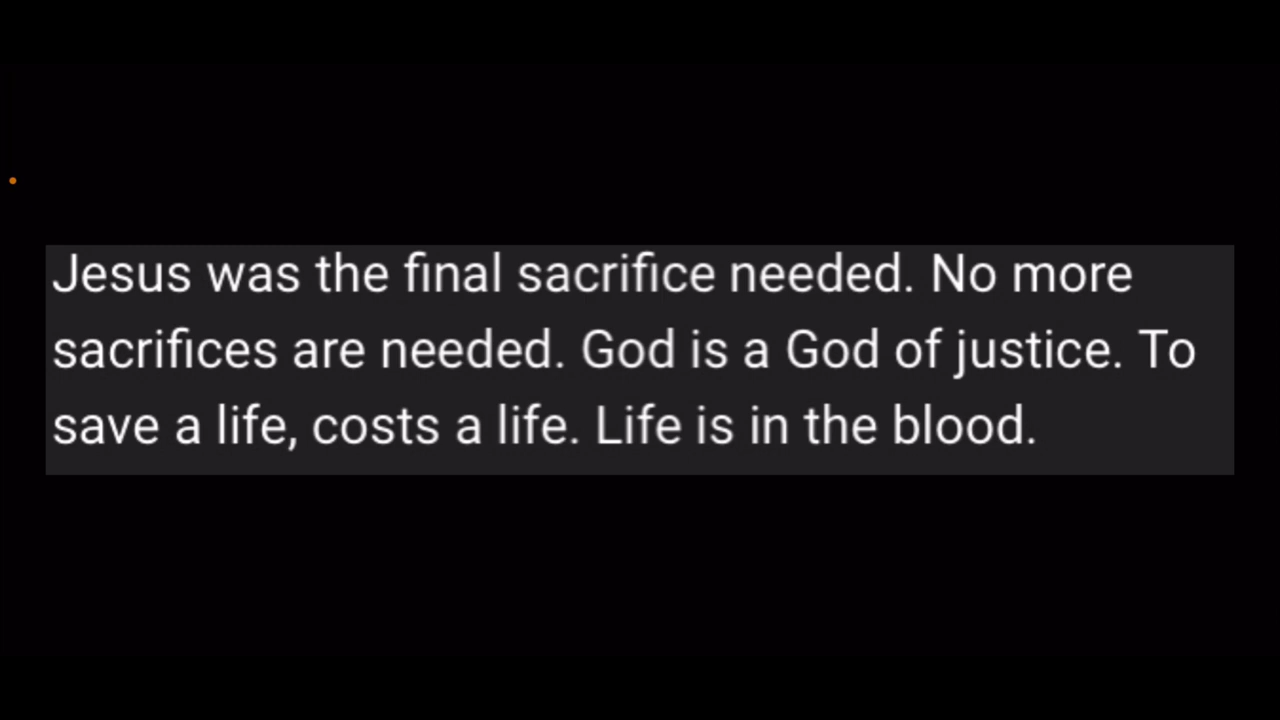 Jesus was the final sacrifice needed. No more
sacrifices are needed. God is a God of justice. To
save a life, costs a life. Life is in the blood.